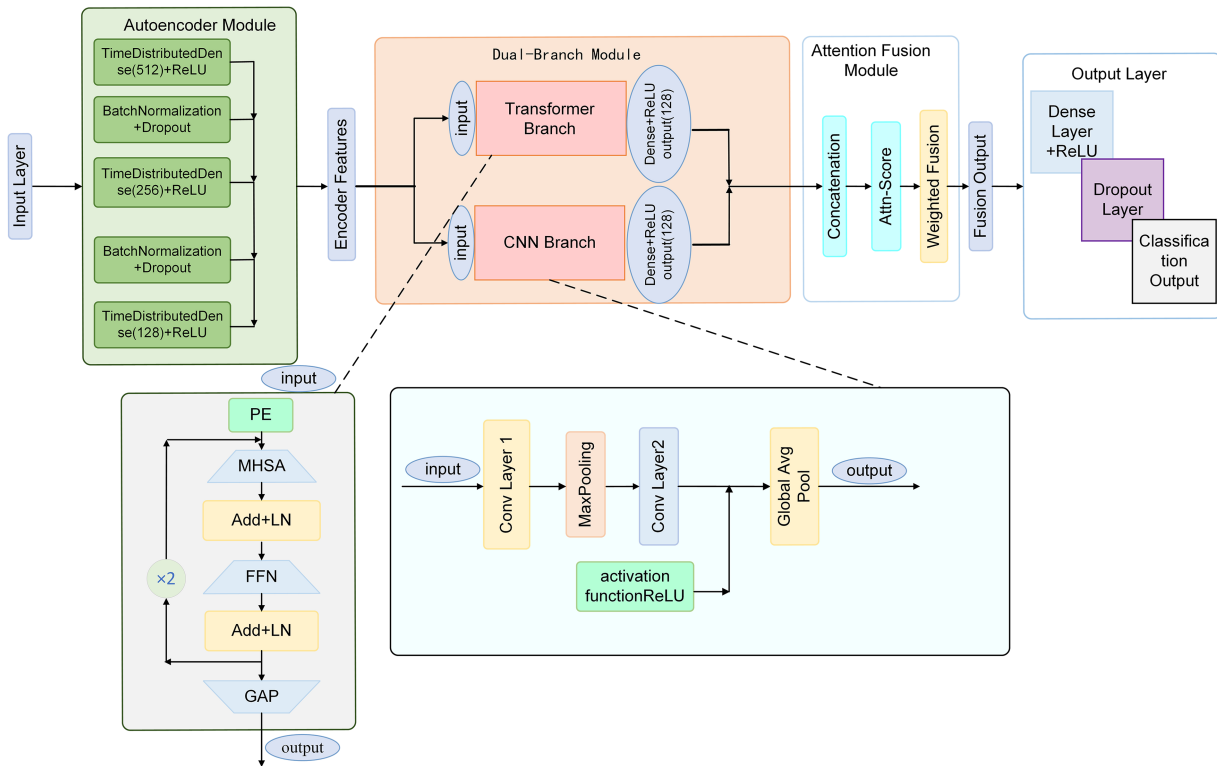 Input Layer
Autoencoder Module
TimeDistributedDen
se(512)+ReLU
BatchNormalization
+Dropout
TimeDistributedDen
se(256)+ReLU
BatchNormalization
+Dropout
TimeDistributedDen
se(128)+ReLU
Encoder Features
Dual-Branch Module
input
Transformer
Branch
Dense+ReLU
output(128)
input
CNN Branch
Dense+ReLU
output(128)
Attention Fusion
Module
Concatenation
Attn-Score
Weighted Fusion
Fusion Output
Output Layer
Dense
Layer
+ReLU
Dropout
Layer
Classifica
tion
Output
input
PE
MHSA
Add+LN
×2
FFN
Add+LN
GAP
output
input
Conv Layer 1
MaxPooling
Conv Layer2
activation
functionReLU
Global Avg
Pool
output